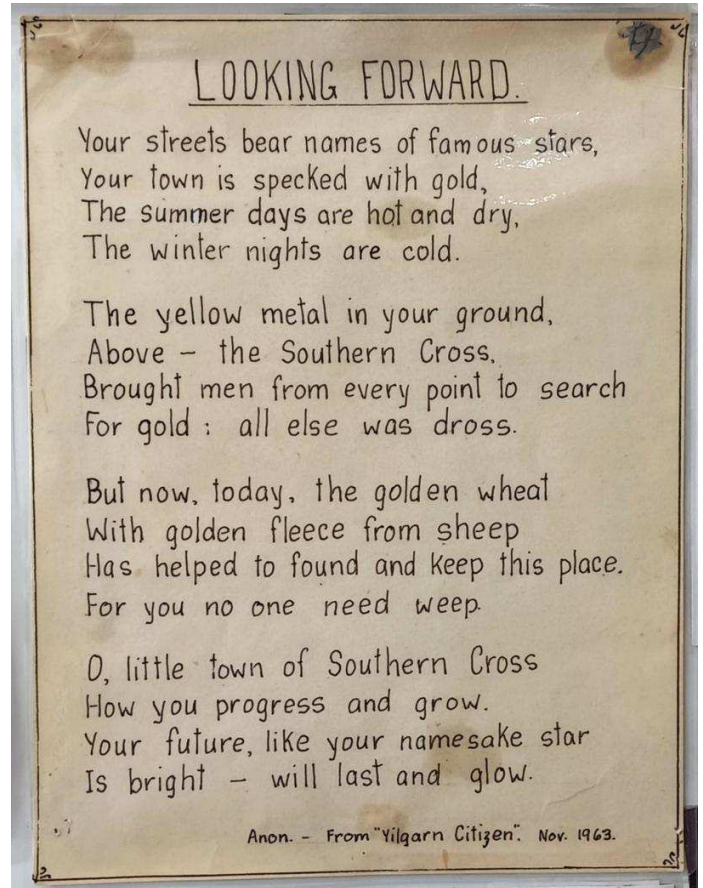 LOOKING FORWARD.
Your streets bear names of famous stars,
Your town is specked with gold,
The summer days are hot and dry,
The winter nights are cold.
The yellow metal in your ground,
Above – the Southern Cross,
Brought men from every point to search
For gold : all else was dross.
But now, today, the golden wheat
With golden fleece from sheep
Has helped to found and keep this place.
For you no one need weep.
O, little town of Southern Cross
How you progress and grow.
Your future, like your namesake star
Is bright – will last and glow.
Anon. – From "Yilgarn Citizen". Nov. 1963.